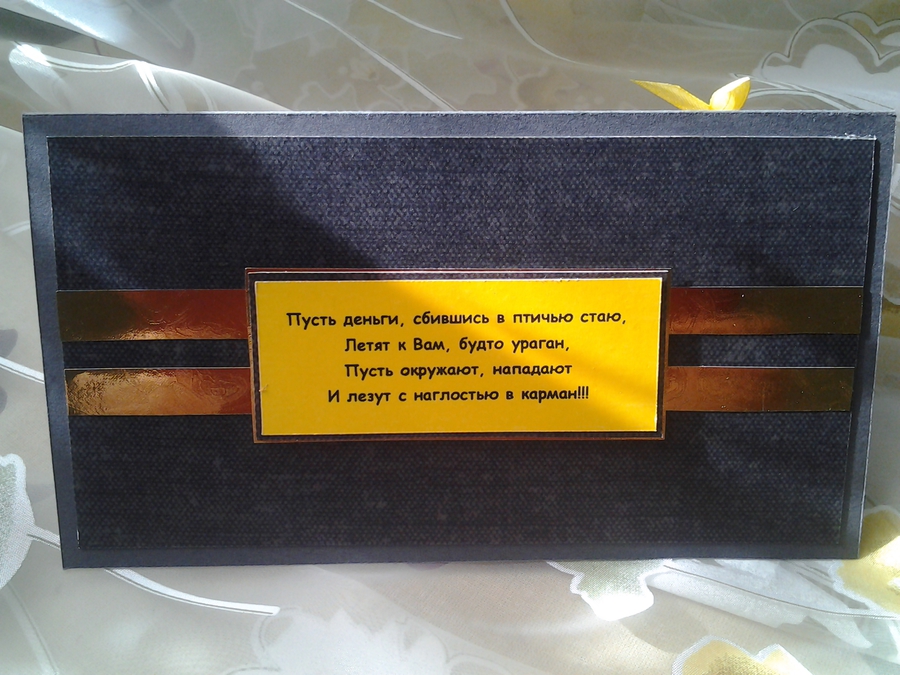 Пусть деньги, сбившись в птичью стаю,
Летят к Вам, будто ураган,
Пусть окружают, нападают
И лезут с наглостью в карман!!!